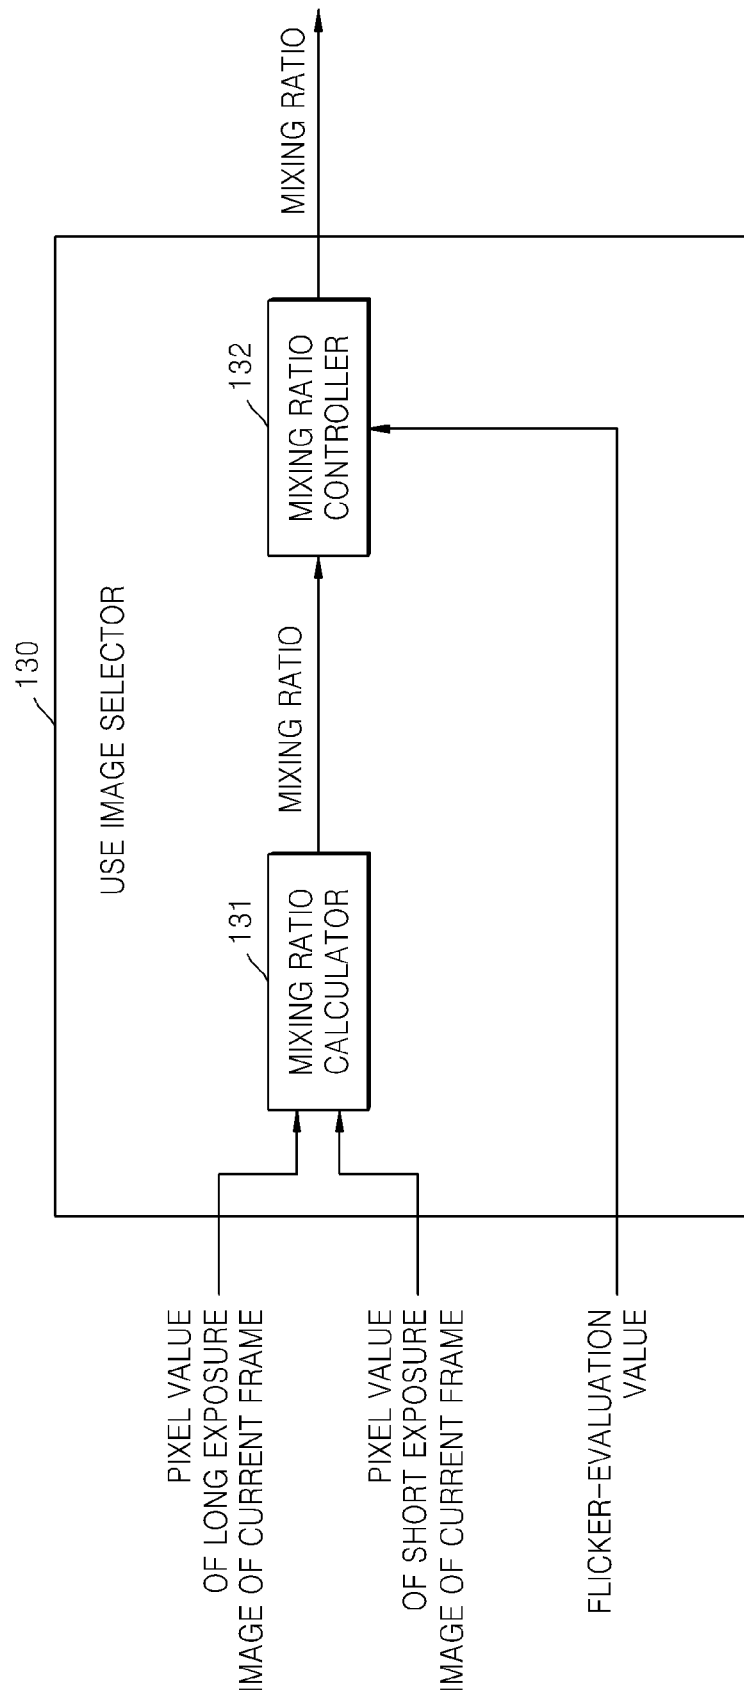 130
USE IMAGE SELECTOR
PIXEL VALUE
OF LONG EXPOSURE
IMAGE OF CURRENT FRAME
PIXEL VALUE
OF SHORT EXPOSURE
IMAGE OF CURRENT FRAME
FLICKER-EVALUATION
VALUE
131
MIXING RATIO
CALCULATOR
MIXING RATIO
132
MIXING RATIO
CONTROLLER
MIXING RATIO